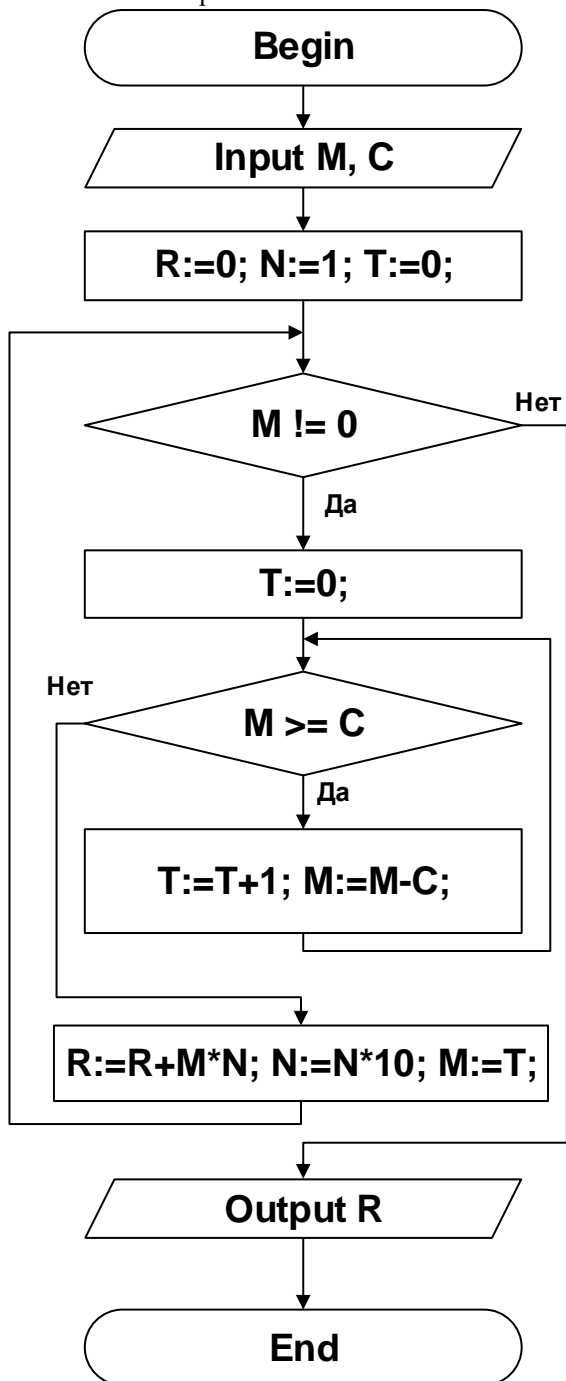 Begin
Input M, C
R:=0; N:=1; T:=0;
M != 0
Нет
Да
T:=0;
Нет
M >= C
Да
T:=T+1; M:=M-C;
R:=R+M*N; N:=N*10; M:=T;
Output R
End